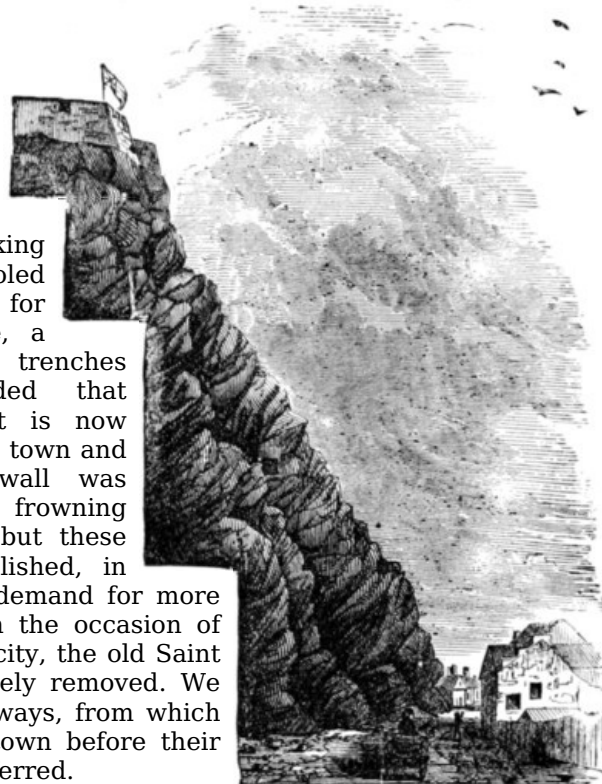 king
bled
for
, a
trenches
ded that
t is now
town and
wall was
frowning
but these
lished, in
demand for more
n the occasion of
city, the old Saint
ely removed. We
ways, from which
own before their
erred.